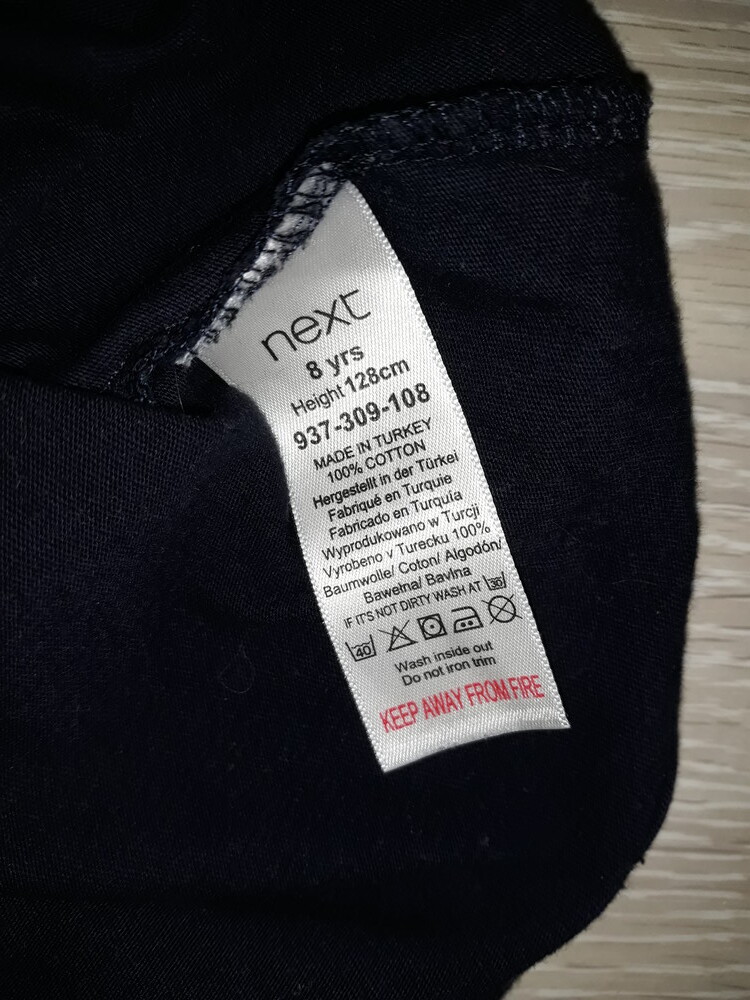 next
8 yrs
Height 128cm
937-309-108
MADE IN TURKEY
100% COTTON
Hergestellt in der Türkei
Fabriqué en Turquie
Fabricado en Turquía
Wyprodukowano w Turcji
Vyrobeno v Turecku 100%
Baumwolle/ Coton/ Algodón/
Bawełna/ Bavlna
IF IT'S NOT DIRTY WASH AT 30
40
Wash inside out
Do not iron trim
KEEP AWAY FROM FIRE